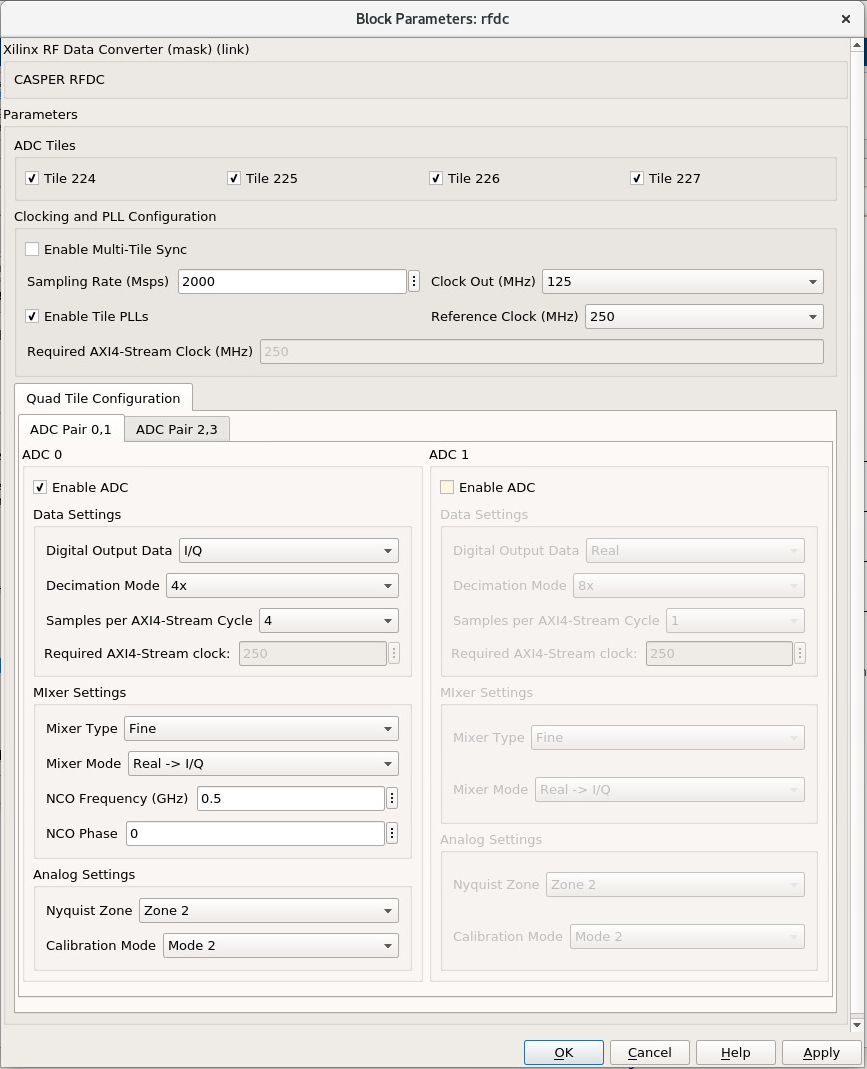 Block Parameters: rfdc
Xilinx RF Data Converter (mask) (link)
CASPER RFDC
Parameters
ADC Tiles
Tile 224 Tile 225 Tile 226 Tile 227
Clocking and PLL Configuration
Enable Multi-Tile Sync
Sampling Rate (Msps) 2000 Clock Out (MHz) 125
Enable Tile PLLs Reference Clock (MHz) 250
Required AXI4-Stream Clock (MHz) 250
Quad Tile Configuration
ADC Pair 0,1 ADC Pair 2,3
ADC 0
Enable ADC
Data Settings
Digital Output Data I/Q
Decimation Mode 4x
Samples per AXI4-Stream Cycle 4
Required AXI4-Stream clock: 250
MIxer Settings
Mixer Type Fine
Mixer Mode Real -> I/Q
NCO Frequency (GHz) 0.5
NCO Phase 0
Analog Settings
Nyquist Zone Zone 2
Calibration Mode Mode 2
ADC 1
Enable ADC
Data Settings
Digital Output Data Real
Decimation Mode 8x
Samples per AXI4-Stream Cycle 1
Required AXI4-Stream clock: 250
MIxer Settings
Mixer Type Fine
Mixer Mode Real -> I/Q
Analog Settings
Nyquist Zone Zone 2
Calibration Mode Mode 2
OK Cancel Help Apply